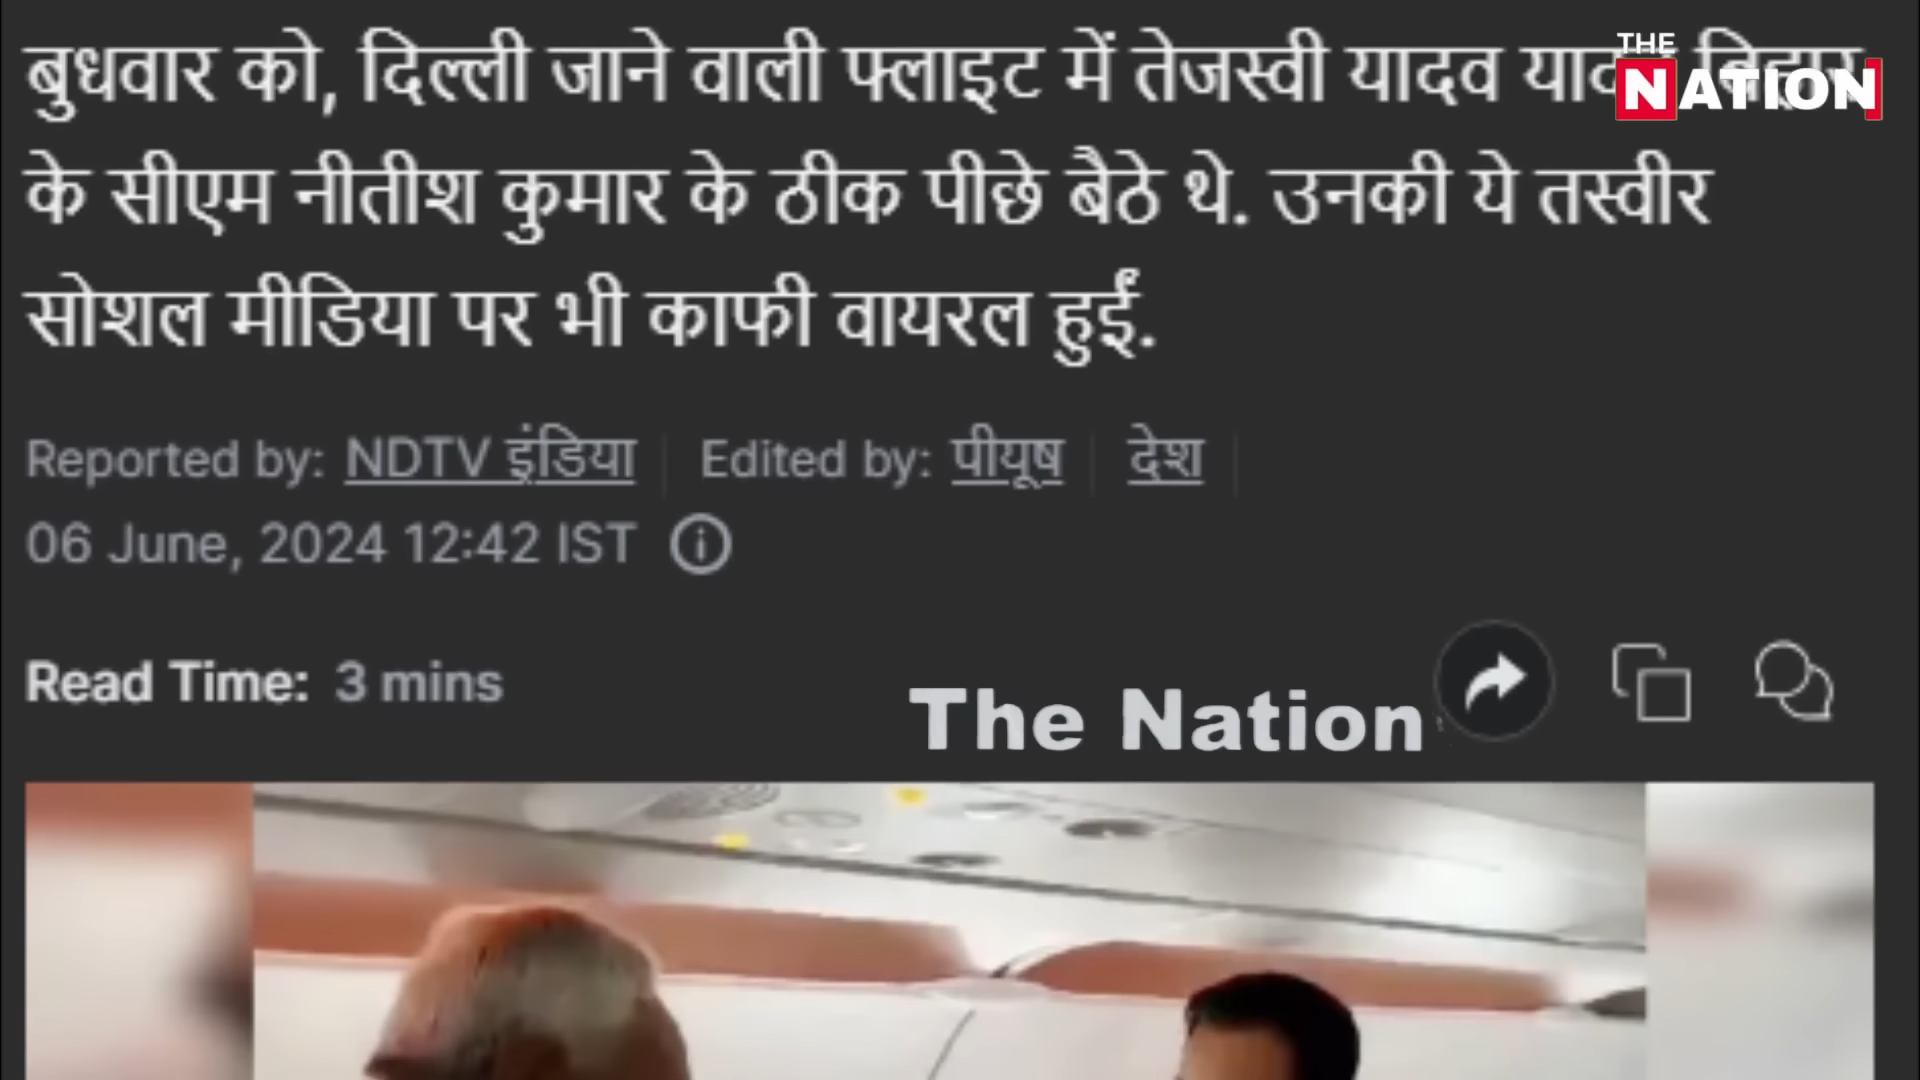 बुधवार को, दिल्ली जाने वाली फ्लाइट में तेजस्वी यादव
THE
NATION
के सीएम नीतीश कुमार के ठीक पीछे बैठे थे. उनकी ये तस्वीर
सोशल मीडिया पर भी काफी वायरल हुईं.
Reported by: NDTV इंडिया Edited by: पीयूष देश
06 June, 2024 12:42 IST
Read Time: 3 mins
The Nation